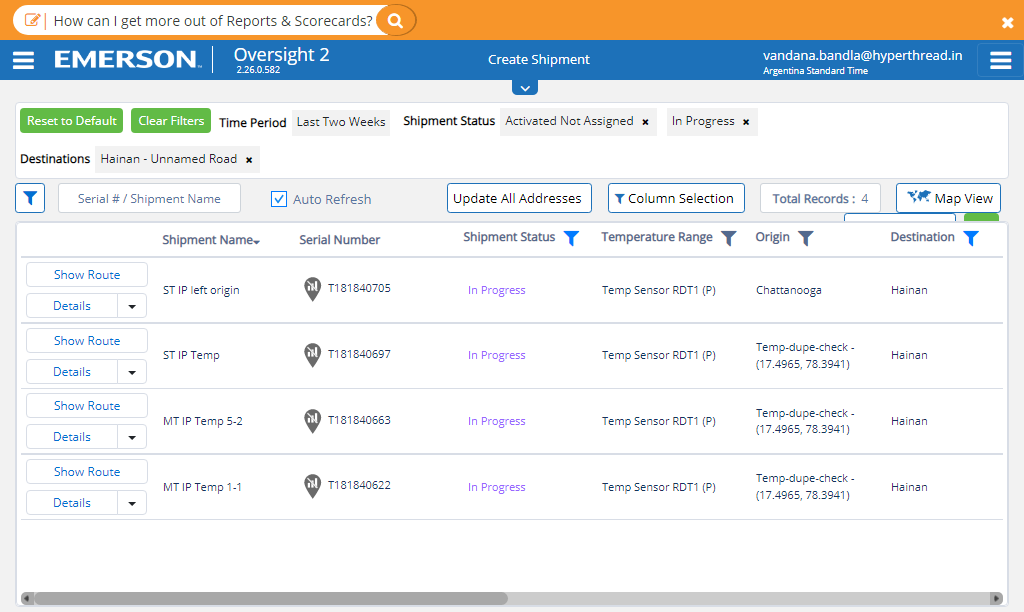 How can I get more out of Reports & Scorecards?
EMERSON. Oversight 2 2.26.0.582 Create Shipment vandana.bandla@hyperthread.in
Argentina Standard Time
Reset to Default Clear Filters Time Period Last Two Weeks Shipment Status Activated Not Assigned × In Progress ×
Destinations Hainan - Unnamed Road ×
Serial # / Shipment Name Auto Refresh Update All Addresses Column Selection Total Records : 4 Map View
Shipment Name Serial Number Shipment Status Temperature Range Origin Destination
Show Route
Details
ST IP left origin T181840705 In Progress Temp Sensor RDT1 (P) Chattanooga Hainan
Show Route
Details
ST IP Temp T181840697 In Progress Temp Sensor RDT1 (P) Temp-dupe-check - Hainan
(17.4965, 78.3941)
Show Route
Details
MT IP Temp 5-2 T181840663 In Progress Temp Sensor RDT1 (P) Temp-dupe-check - Hainan
(17.4965, 78.3941)
Show Route
Details
MT IP Temp 1-1 T181840622 In Progress Temp Sensor RDT1 (P) Temp-dupe-check - Hainan
(17.4965, 78.3941)